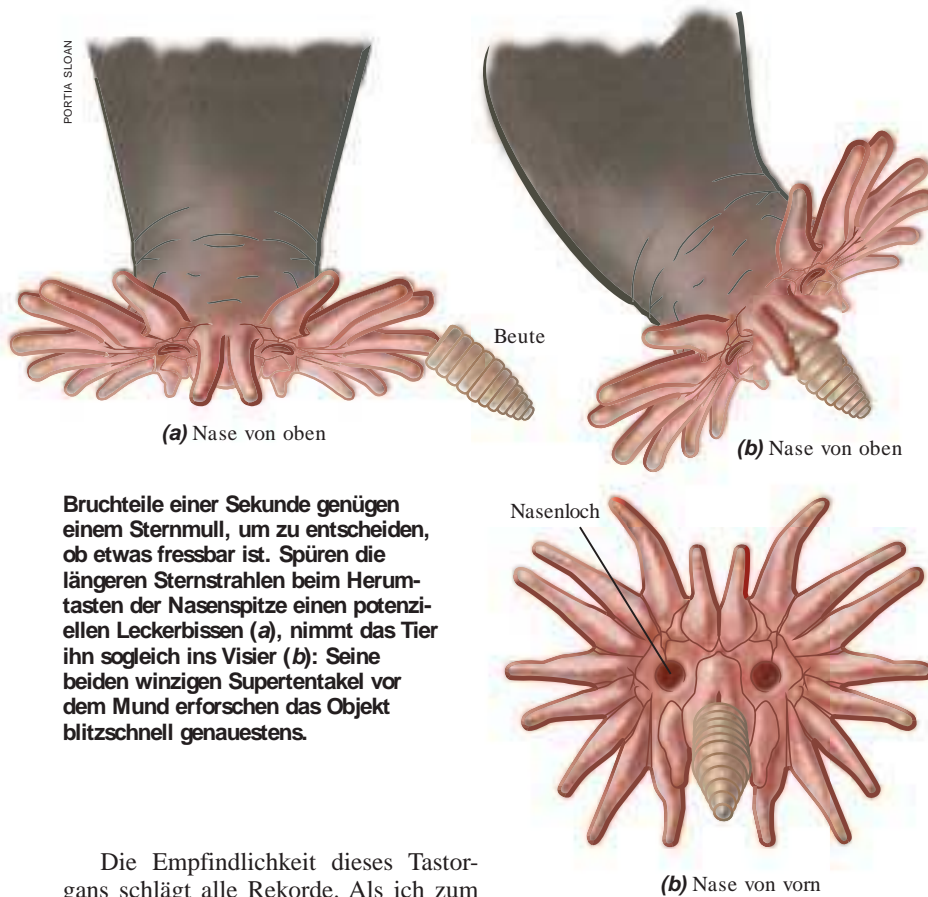 PORTIA SLOAN
Beute
(a) Nase von oben
(b) Nase von oben
Bruchteile einer Sekunde genügen
einem Sternmull, um zu entscheiden,
ob etwas fressbar ist. Spüren die
längeren Sternstrahlen beim Herum-
tasten der Nasenspitze einen potenzi-
ellen Leckerbissen (a), nimmt das Tier
ihn sogleich ins Visier (b): Seine
beiden winzigen Supertentakel vor
dem Mund erforschen das Objekt
blitzschnell genauestens.
Nasenloch
(b) Nase von vorn
Die Empfindlichkeit dieses Tastor-
gans schlägt alle Rekorde. Als ich zum